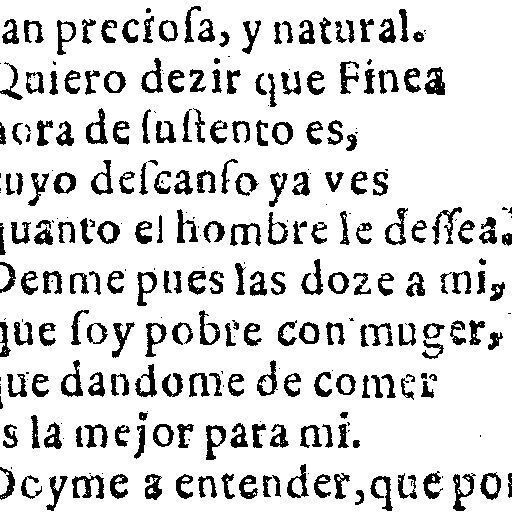 an preciosa, y natural.
Quiero dezir que Finea
hora de sustento es,
cuyo descanso ya ves
quanto el hombre le dessea.
Denme pues las doze a mi,
que soy pobre con muger,
que dandome de comer
es la mejor para mi.
Doyme a entender, que por